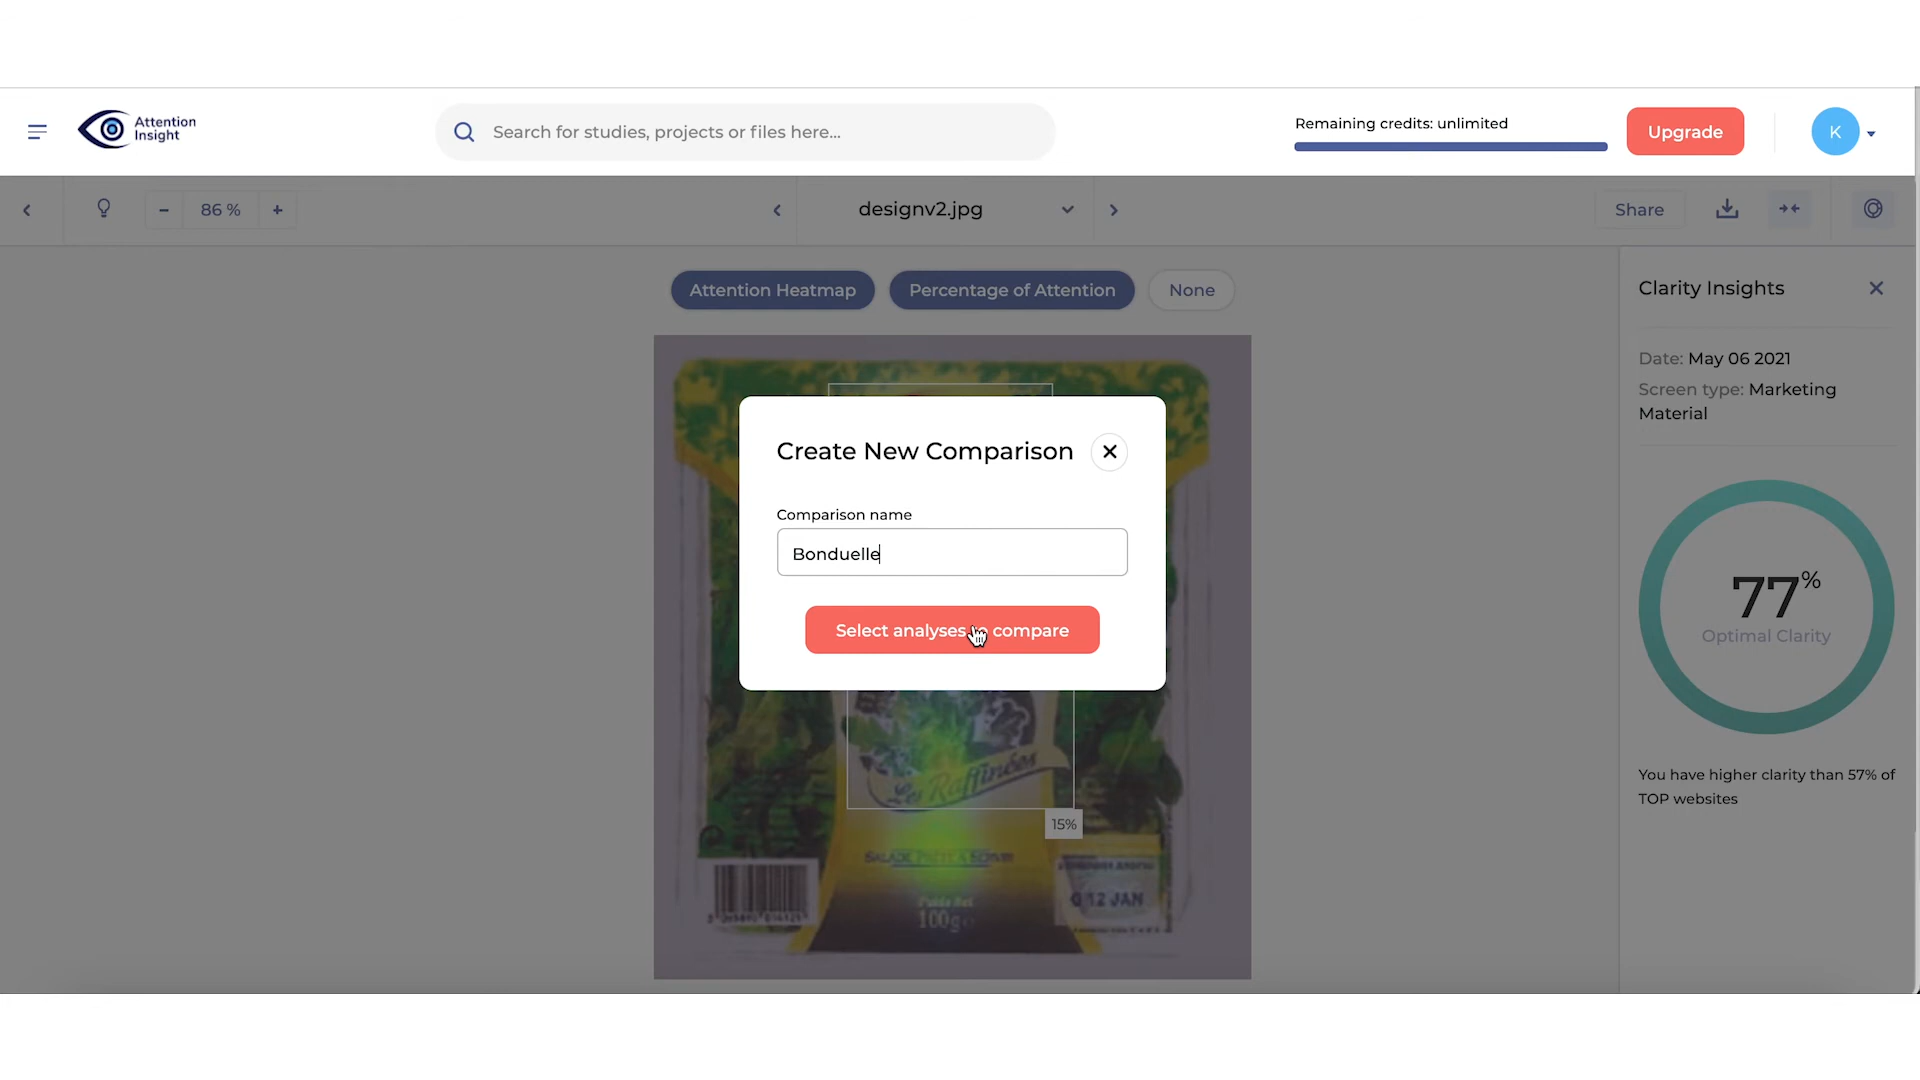 Attention
Insight
Search for studies, projects or files here...
Remaining credits: unlimited
Upgrade
K
86 %
designv2.jpg
Share
Attention Heatmap
Percentage of Attention
None
Clarity Insights
Date: May 06 2021
Screen type: Marketing
Material
Create New Comparison
Comparison name
Bonduelle
Select analyses compare
77%
Optimal Clarity
You have higher clarity than 57% of
TOP websites
Les Raffinées
15%
12 JAN
100g